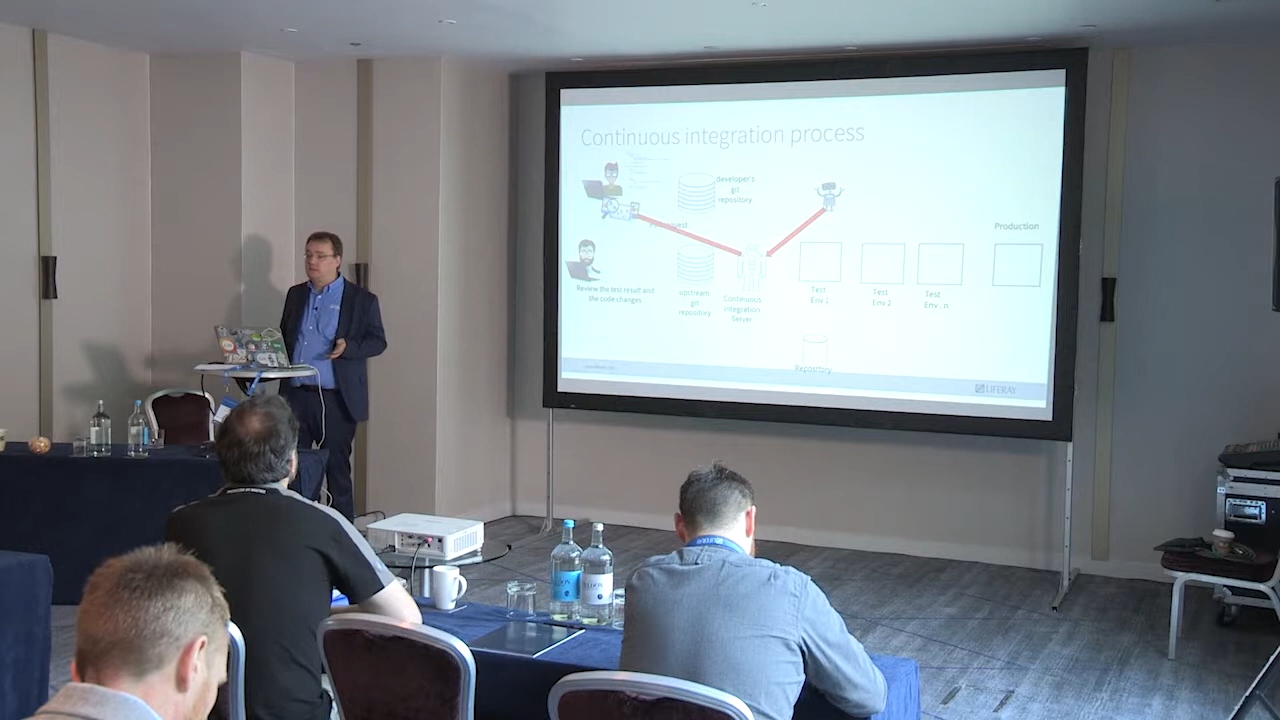 Continuous integration process
developer's
git
repository
Production
Review the test result and
the code changes
upstream
git
repository
Continuous
Integration
Server
Test
Env 1
Test
Env 2
Test
Env . n
Repository
LIFERAY